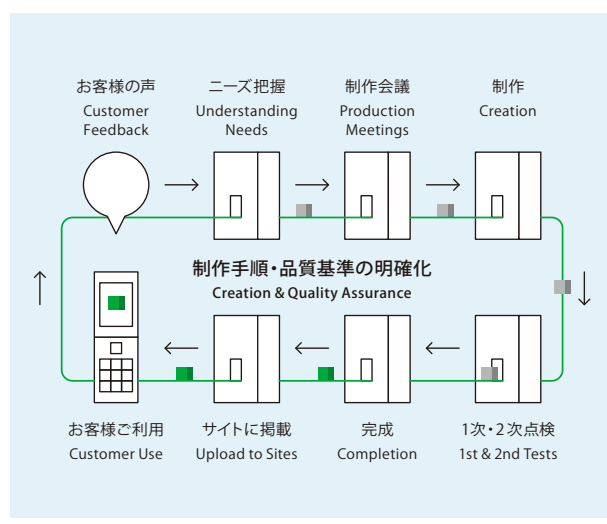 お客様の声
Customer
Feedback
ニーズ把握
Understanding
Needs
制作会議
Production
Meetings
制作
Creation
制作手順・品質基準の明確化
Creation & Quality Assurance
お客様ご利用
Customer Use
サイトに掲載
Upload to Sites
完成
Completion
1次・2次点検
1st & 2nd Tests